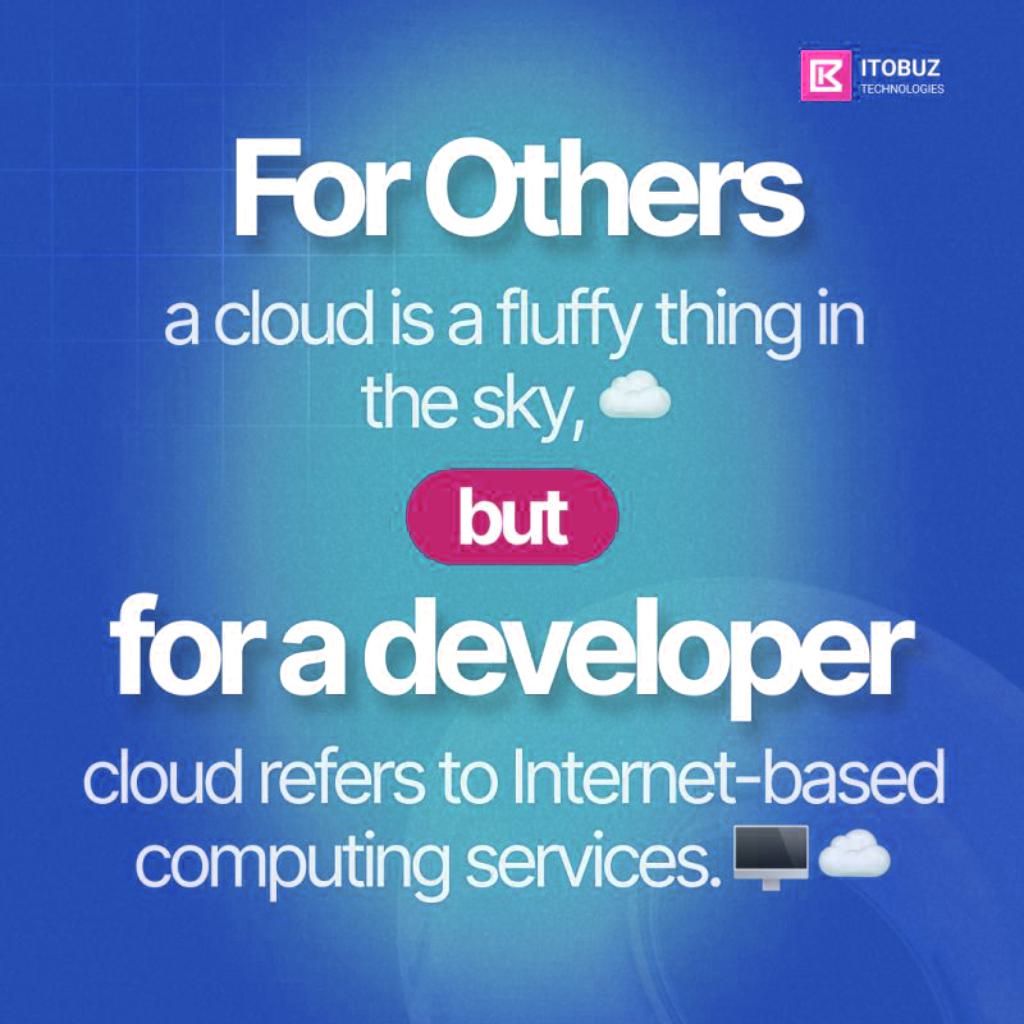 ITOBUZ
TECHNOLOGIES
For Others
a cloud is a fluffy thing in
the sky, ☁️
but
for a developer
cloud refers to Internet-based
computing services. 🖥️☁️